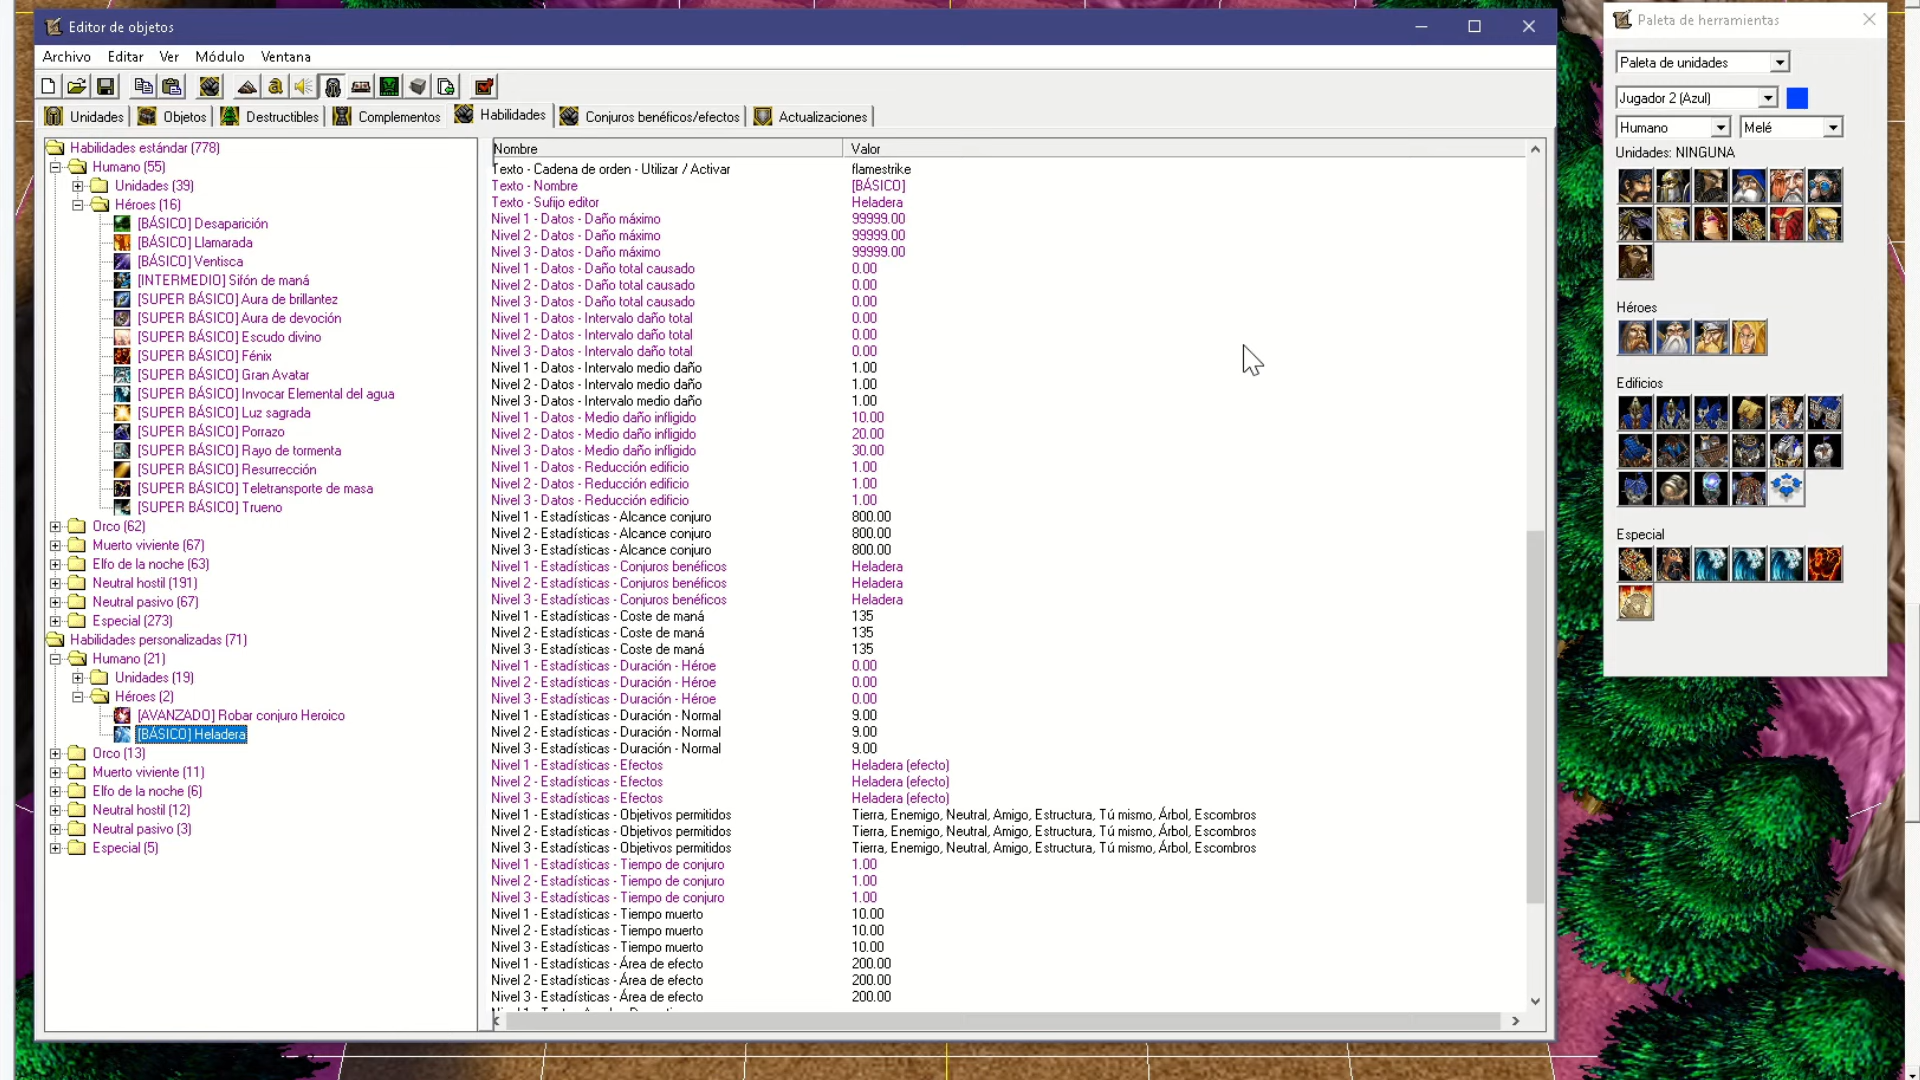 Editor de objetos
Archivo Editar Ver Módulo Ventana
Unidades Objetos Destructibles Complementos Habilidades Conjuros benéficos/efectos Actualizaciones
Habilidades estándar (778)
Humano (55)
Unidades (39)
Héroes (16)
[BÁSICO] Desaparición
[BÁSICO] Llamarada
[BÁSICO] Ventisca
[INTERMEDIO] Sifón de maná
[SUPER BÁSICO] Aura de brillantez
[SUPER BÁSICO] Aura de devoción
[SUPER BÁSICO] Escudo divino
[SUPER BÁSICO] Fénix
[SUPER BÁSICO] Gran Avatar
[SUPER BÁSICO] Invocar Elemental del agua
[SUPER BÁSICO] Luz sagrada
[SUPER BÁSICO] Porrazo
[SUPER BÁSICO] Rayo de tormenta
[SUPER BÁSICO] Resurrección
[SUPER BÁSICO] Teletransporte de masa
[SUPER BÁSICO] Trueno
Orco (62)
Muerto viviente (67)
Elfo de la noche (63)
Neutral hostil (191)
Neutral pasivo (67)
Especial (273)
Habilidades personalizadas (71)
Humano (21)
Unidades (19)
Héroes (2)
[AVANZADO] Robar conjuro Heroico
[BÁSICO] Heladera
Orco (13)
Muerto viviente (11)
Elfo de la noche (6)
Neutral hostil (12)
Neutral pasivo (3)
Especial (5)
Nombre Valor
Texto - Cadena de orden - Utilizar / Activar flamestrike
Texto - Nombre [BÁSICO]
Texto - Sufijo editor Heladera
Nivel 1 - Datos - Daño máximo 99999.00
Nivel 2 - Datos - Daño máximo 99999.00
Nivel 3 - Datos - Daño máximo 99999.00
Nivel 1 - Datos - Daño total causado 0.00
Nivel 2 - Datos - Daño total causado 0.00
Nivel 3 - Datos - Daño total causado 0.00
Nivel 1 - Datos - Intervalo daño total 0.00
Nivel 2 - Datos - Intervalo daño total 0.00
Nivel 3 - Datos - Intervalo daño total 0.00
Nivel 1 - Datos - Intervalo medio daño 1.00
Nivel 2 - Datos - Intervalo medio daño 1.00
Nivel 3 - Datos - Intervalo medio daño 1.00
Nivel 1 - Datos - Medio daño infligido 10.00
Nivel 2 - Datos - Medio daño infligido 20.00
Nivel 3 - Datos - Medio daño infligido 30.00
Nivel 1 - Datos - Reducción edificio 1.00
Nivel 2 - Datos - Reducción edificio 1.00
Nivel 3 - Datos - Reducción edificio 1.00
Nivel 1 - Estadísticas - Alcance conjuro 800.00
Nivel 2 - Estadísticas - Alcance conjuro 800.00
Nivel 3 - Estadísticas - Alcance conjuro 800.00
Nivel 1 - Estadísticas - Conjuros benéficos Heladera
Nivel 2 - Estadísticas - Conjuros benéficos Heladera
Nivel 3 - Estadísticas - Conjuros benéficos Heladera
Nivel 1 - Estadísticas - Coste de maná 135
Nivel 2 - Estadísticas - Coste de maná 135
Nivel 3 - Estadísticas - Coste de maná 135
Nivel 1 - Estadísticas - Duración - Héroe 0.00
Nivel 2 - Estadísticas - Duración - Héroe 0.00
Nivel 3 - Estadísticas - Duración - Héroe 0.00
Nivel 1 - Estadísticas - Duración - Normal 9.00
Nivel 2 - Estadísticas - Duración - Normal 9.00
Nivel 3 - Estadísticas - Duración - Normal 9.00
Nivel 1 - Estadísticas - Efectos Heladera (efecto)
Nivel 2 - Estadísticas - Efectos Heladera (efecto)
Nivel 3 - Estadísticas - Efectos Heladera (efecto)
Nivel 1 - Estadísticas - Objetivos permitidos Tierra, Enemigo, Neutral, Amigo, Estructura, Tú mismo, Árbol, Escombros
Nivel 2 - Estadísticas - Objetivos permitidos Tierra, Enemigo, Neutral, Amigo, Estructura, Tú mismo, Árbol, Escombros
Nivel 3 - Estadísticas - Objetivos permitidos Tierra, Enemigo, Neutral, Amigo, Estructura, Tú mismo, Árbol, Escombros
Nivel 1 - Estadísticas - Tiempo de conjuro 1.00
Nivel 2 - Estadísticas - Tiempo de conjuro 1.00
Nivel 3 - Estadísticas - Tiempo de conjuro 1.00
Nivel 1 - Estadísticas - Tiempo muerto 10.00
Nivel 2 - Estadísticas - Tiempo muerto 10.00
Nivel 3 - Estadísticas - Tiempo muerto 10.00
Nivel 1 - Estadísticas - Área de efecto 200.00
Nivel 2 - Estadísticas - Área de efecto 200.00
Nivel 3 - Estadísticas - Área de efecto 200.00
Paleta de herramientas
Paleta de unidades
Jugador 2 (Azul)
Humano Melé
Unidades: NINGUNA
Héroes
Edificios
Especial